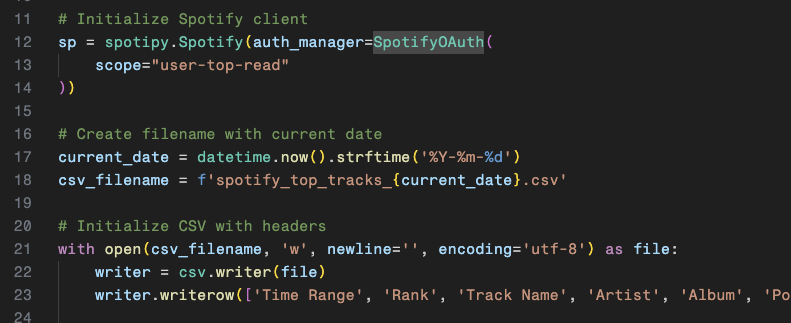 11 # Initialize Spotify client
12 sp = spotipy.Spotify(auth_manager=SpotifyOAuth(
13     scope="user-top-read"
14 ))
15
16 # Create filename with current date
17 current_date = datetime.now().strftime('%Y-%m-%d')
18 csv_filename = f'spotify_top_tracks_{current_date}.csv'
19
20 # Initialize CSV with headers
21 with open(csv_filename, 'w', newline='', encoding='utf-8') as file:
22     writer = csv.writer(file)
23     writer.writerow(['Time Range', 'Rank', 'Track Name', 'Artist', 'Album', 'Po
24